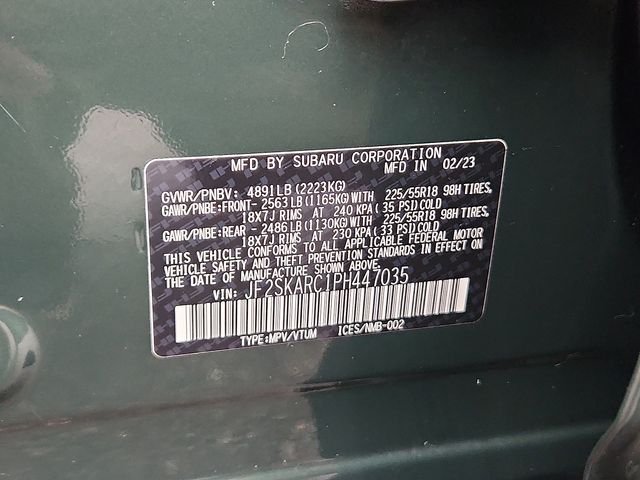 MFD BY SUBARU CORPORATION
MFD IN 02/23
GVWR/PNBV: 4891LB(2223KG)
GAWR/PNBE:FRONT- 2563LB(1165KG)WITH 225/55R18 98H TIRES,
18X7J RIMS AT 240 KPA( 35 PSI)COLD
GAWR/PNBE:REAR - 2486LB(1130KG)WITH 225/55R18 98H TIRES,
18X7J RIMS AT 230 KPA( 33 PSI)COLD
THIS VEHICLE CONFORMS TO ALL APPLICABLE FEDERAL MOTOR
VEHICLE SAFETY AND THEFT PREVENTION STANDARDS IN EFFECT ON
THE DATE OF MANUFACTURE SHOWN ABOVE.
VIN: JF2SKARC1PH447035
TYPE:MPV/VTUM ICES/NMB-002